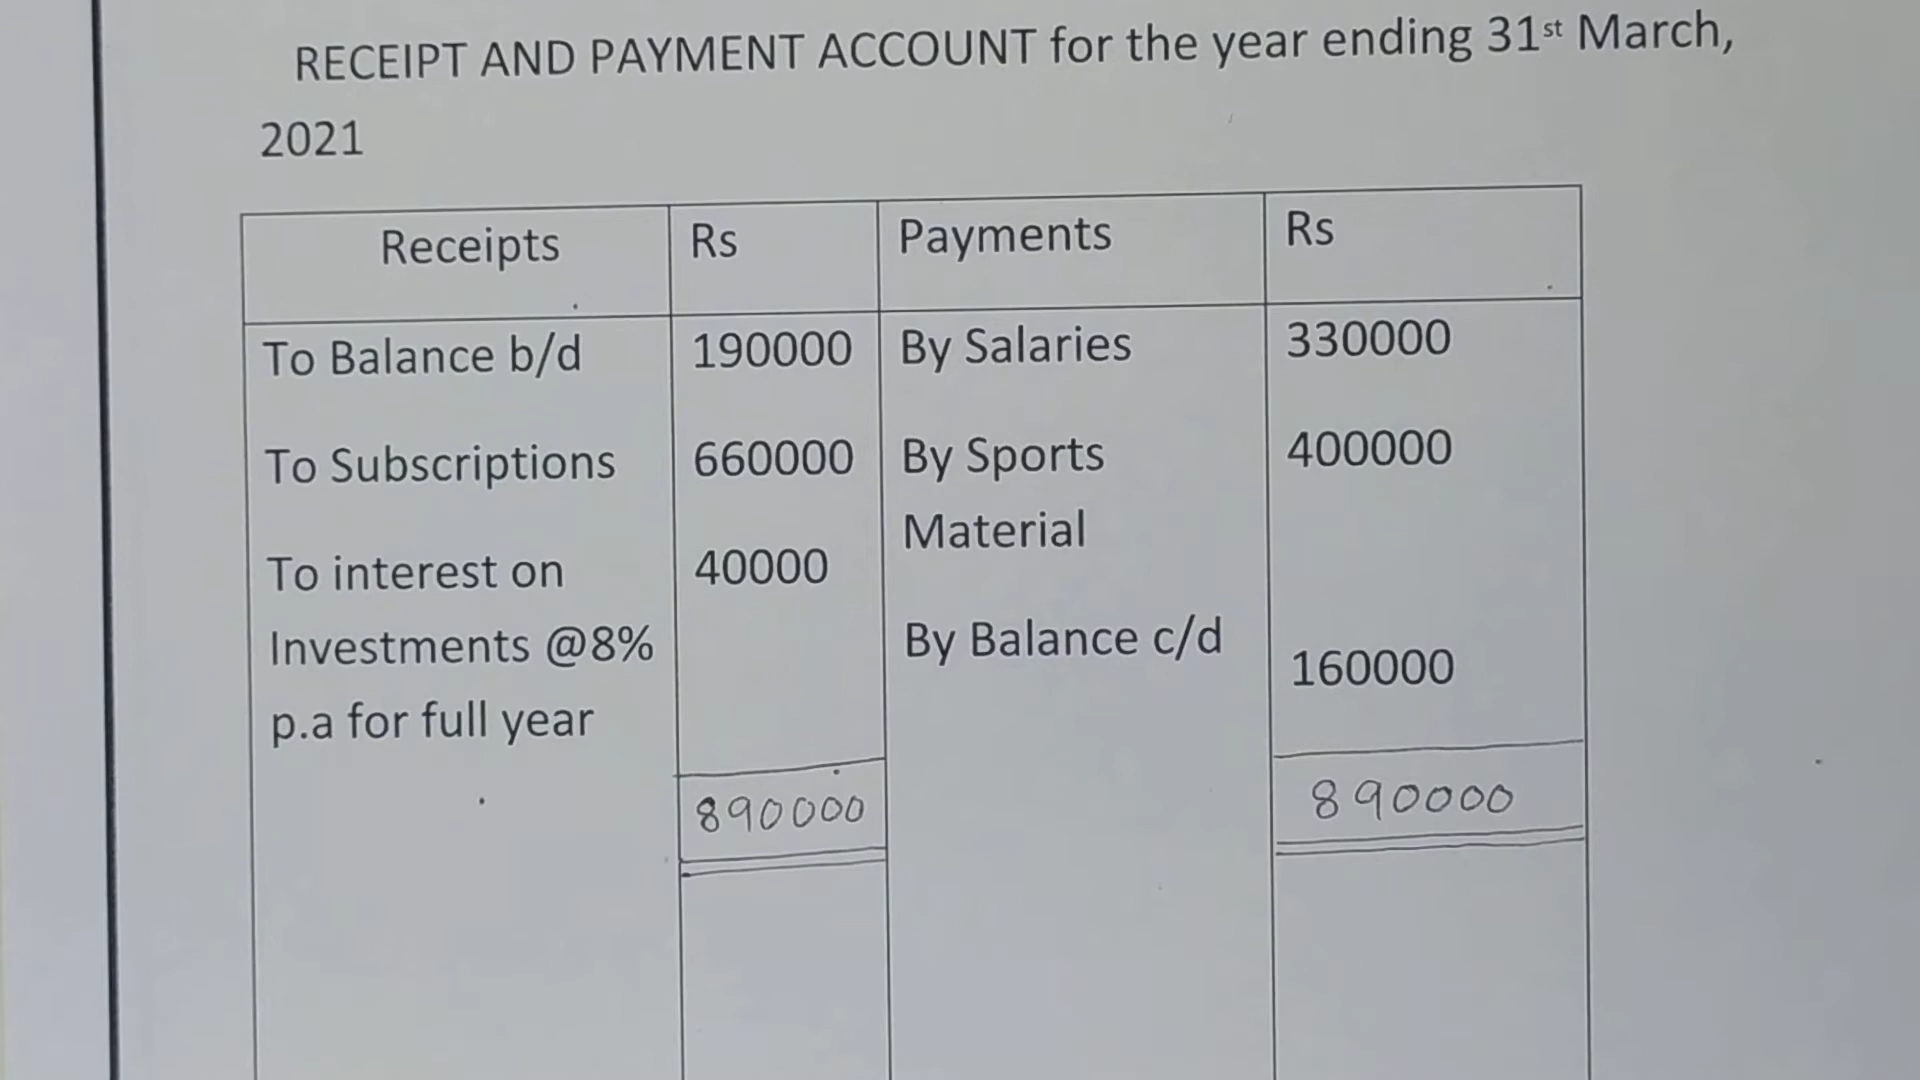 RECEIPT AND PAYMENT ACCOUNT for the year ending 31st March,
2021
Receipts Rs Payments Rs
To Balance b/d 190000 By Salaries 330000
To Subscriptions 660000 By Sports 400000
Material
To interest on 40000
Investments @8% By Balance c/d 160000
p.a for full year
890000 890000